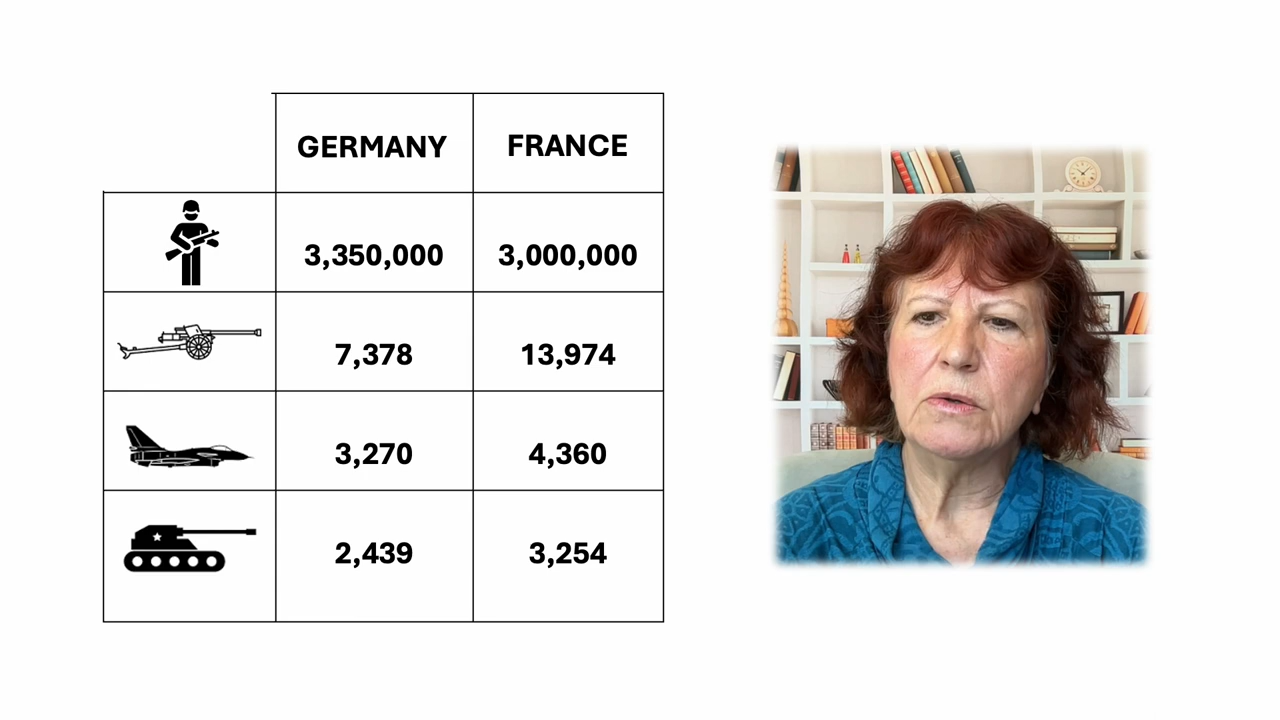 GERMANY FRANCE
3,350,000 3,000,000
7,378 13,974
3,270 4,360
2,439 3,254